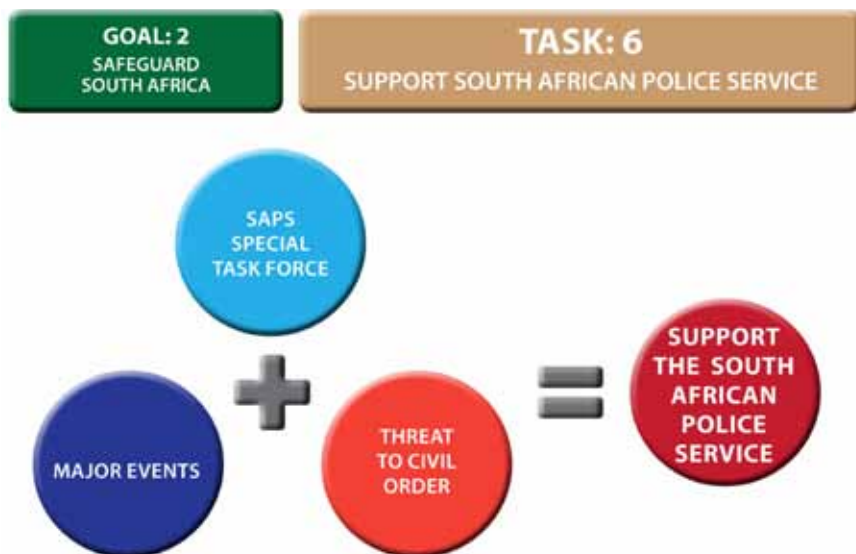 GOAL: 2
SAFEGUARD
SOUTH AFRICA
TASK: 6
SUPPORT SOUTH AFRICAN POLICE SERVICE
SAPS
SPECIAL
TASK FORCE
MAJOR EVENTS
THREAT
TO CIVIL
ORDER
SUPPORT
THE SOUTH
AFRICAN
POLICE
SERVICE